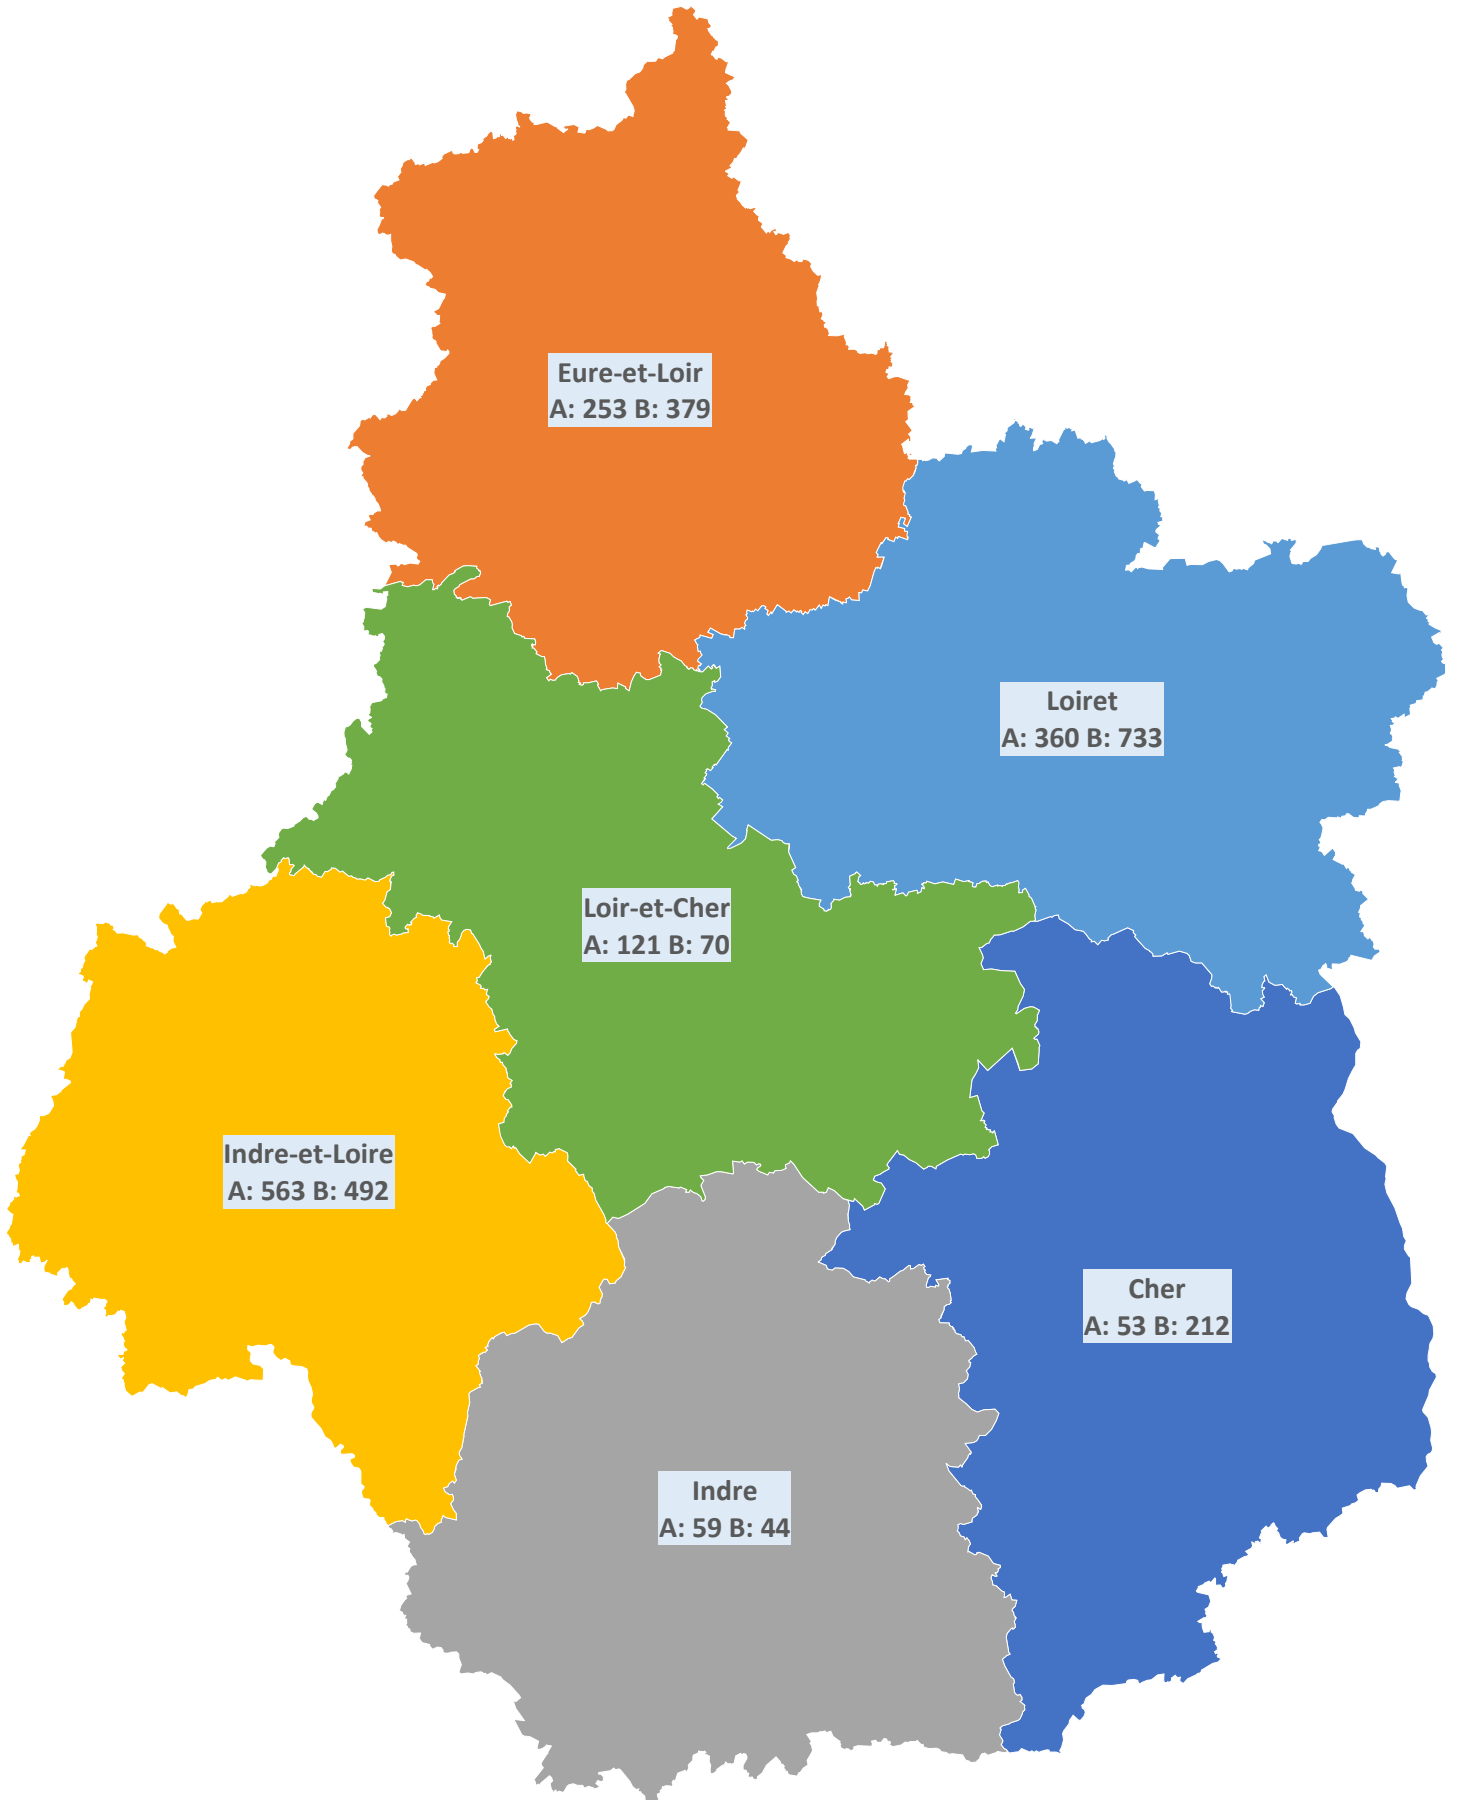 Eure-et-Loir
A: 253 B: 379
Loiret
A: 360 B: 733
Loir-et-Cher
A: 121 B: 70
Indre-et-Loire
A: 563 B: 492
Cher
A: 53 B: 212
Indre
A: 59 B: 44